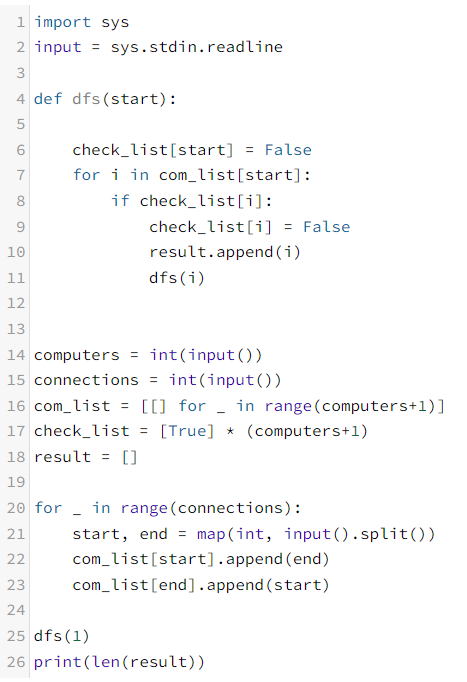 1 import sys
2 input = sys.stdin.readline
3
4 def dfs(start):
5
6     check_list[start] = False
7     for i in com_list[start]:
8         if check_list[i]:
9             check_list[i] = False
10             result.append(i)
11             dfs(i)
12
13
14 computers = int(input())
15 connections = int(input())
16 com_list = [[] for _ in range(computers+1)]
17 check_list = [True] * (computers+1)
18 result = []
19
20 for _ in range(connections):
21     start, end = map(int, input().split())
22     com_list[start].append(end)
23     com_list[end].append(start)
24
25 dfs(1)
26 print(len(result))